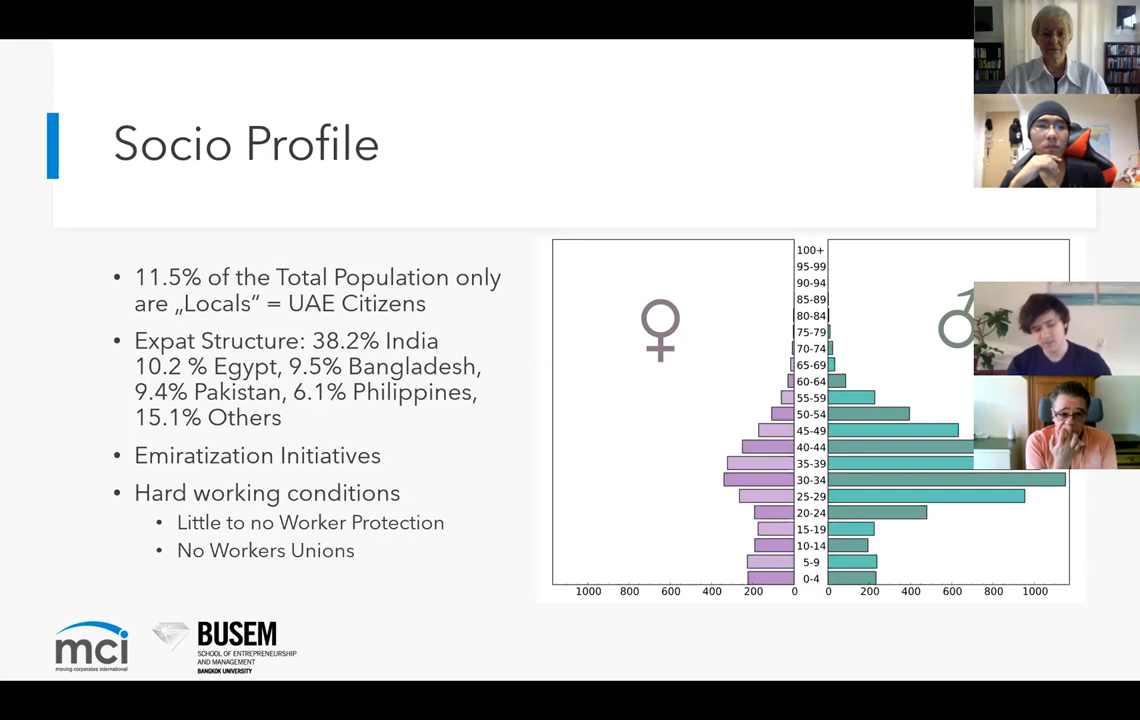 Socio Profile
• 11.5% of the Total Population only
are „Locals“ = UAE Citizens
• Expat Structure: 38.2% India
10.2 % Egypt, 9.5% Bangladesh,
9.4% Pakistan, 6.1% Philippines,
15.1% Others
• Emiratization Initiatives
• Hard working conditions
• Little to no Worker Protection
• No Workers Unions
100+
95-99
90-94
85-89
80-84
75-79
70-74
65-69
60-64
55-59
50-54
45-49
40-44
35-39
30-34
25-29
20-24
15-19
10-14
5-9
0-4
1000 800 600 400 200 0 0 200 400 600 800 1000
mci
moving corporates international
BUSEM
SCHOOL OF ENTREPRENEURSHIP
AND MANAGEMENT
BANGKOK UNIVERSITY